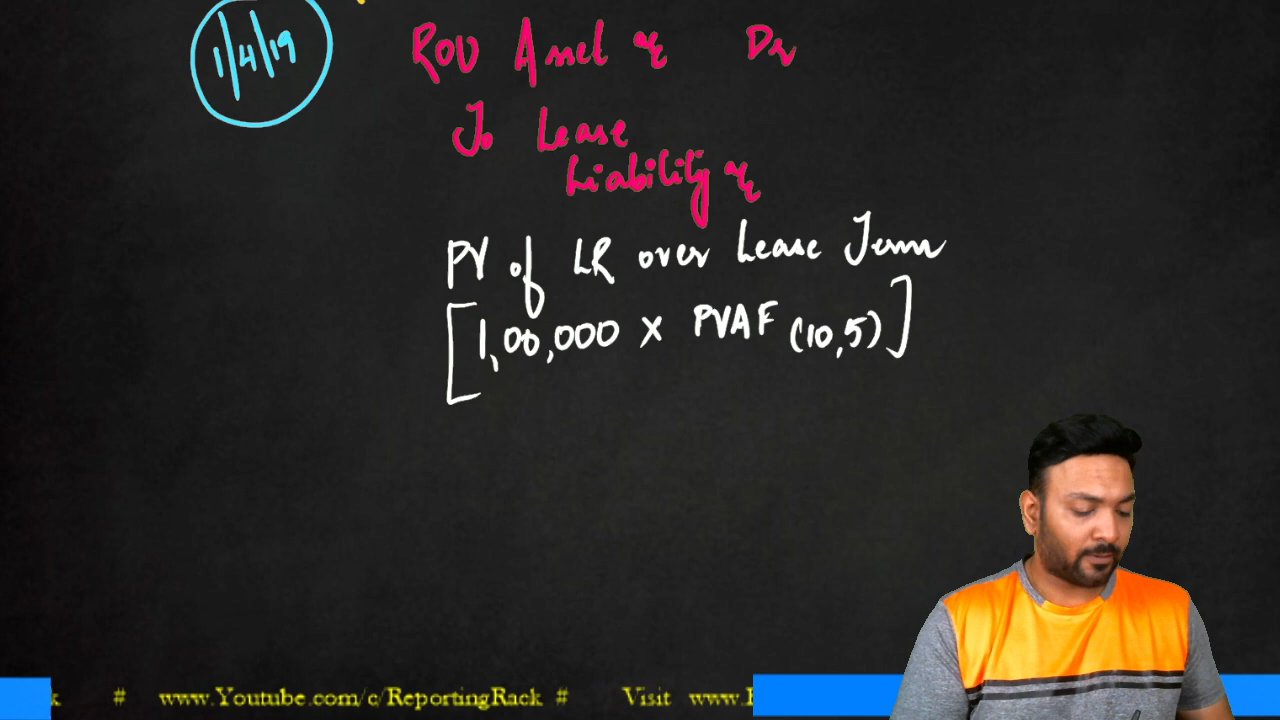 1/4/19
ROU Asset a/c Dr
To Lease
Liability a/c
PV of LR over Lease Term
[1,00,000 x PVAF (10,5)]
# www.Youtube.com/c/ReportingRack # Visit www.